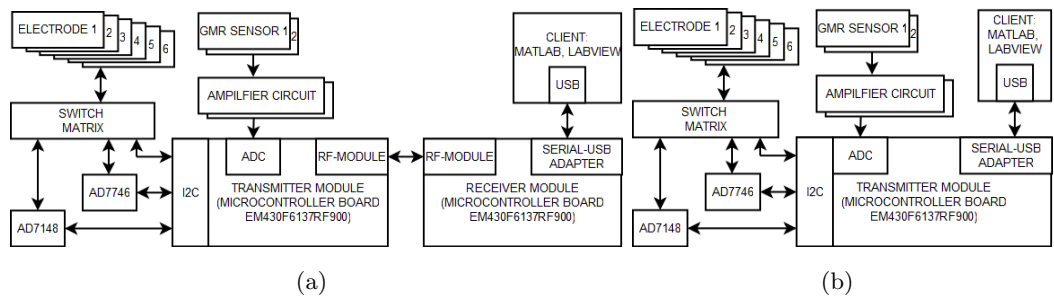 ELECTRODE 1
2
3
4
5
6
GMR SENSOR 1
2
AMPILFIER CIRCUIT
SWITCH
MATRIX
AD7746
AD7148
I2C
ADC
RF-MODULE
TRANSMITTER MODULE
(MICROCONTROLLER BOARD
EM430F6137RF900)
CLIENT:
MATLAB, LABVIEW
USB
RF-MODULE
SERIAL-USB
ADAPTER
RECEIVER MODULE
(MICROCONTROLLER BOARD
EM430F6137RF900)
(a)
ELECTRODE 1
2
3
4
5
6
GMR SENSOR 1
2
AMPILFIER CIRCUIT
SWITCH
MATRIX
AD7746
AD7148
I2C
ADC
CLIENT:
MATLAB,
LABVIEW
USB
SERIAL-USB
ADAPTER
TRANSMITTER MODULE
(MICROCONTROLLER BOARD
EM430F6137RF900)
(b)